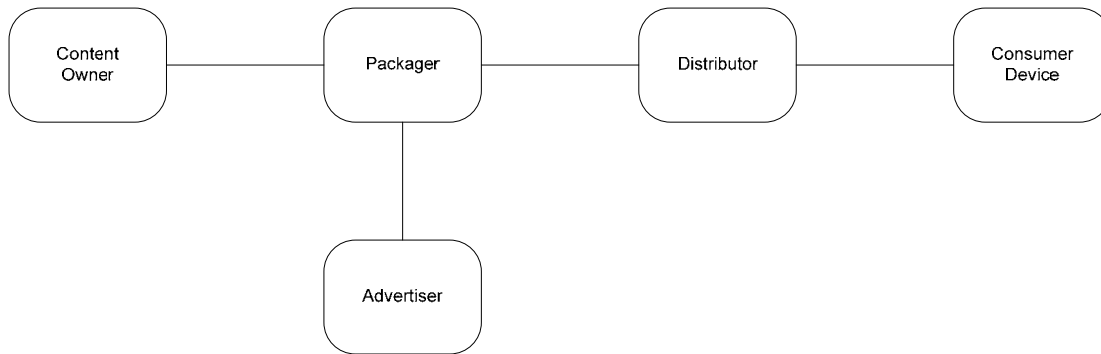 Content
Owner
Packager
Distributor
Consumer
Device
Advertiser